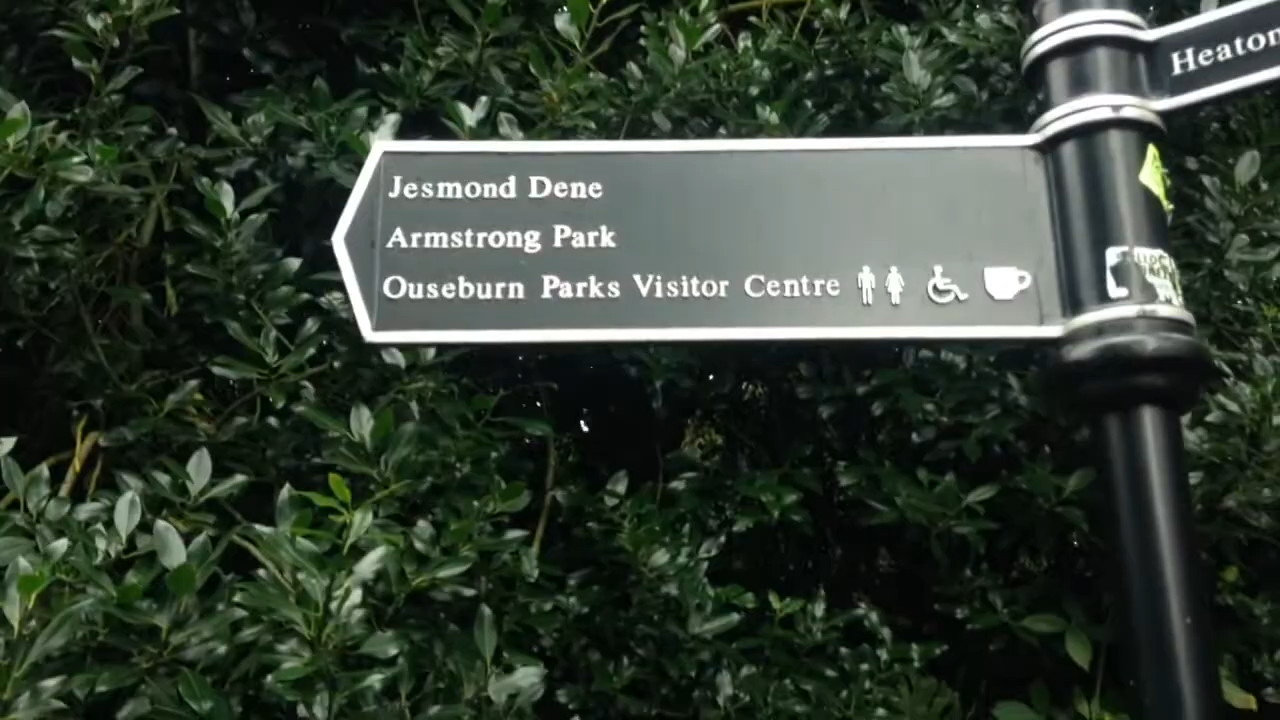 Heaton
Jesmond Dene
Armstrong Park
Ouseburn Parks Visitor Centre